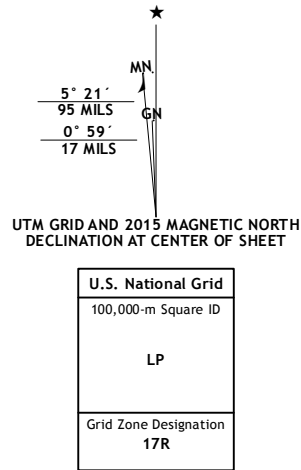 ★
MN.
5° 21´
95 MILS
GN
0° 59´
17 MILS
UTM GRID AND 2015 MAGNETIC NORTH
DECLINATION AT CENTER OF SHEET
U.S. National Grid
100,000-m Square ID
LP
Grid Zone Designation
17R